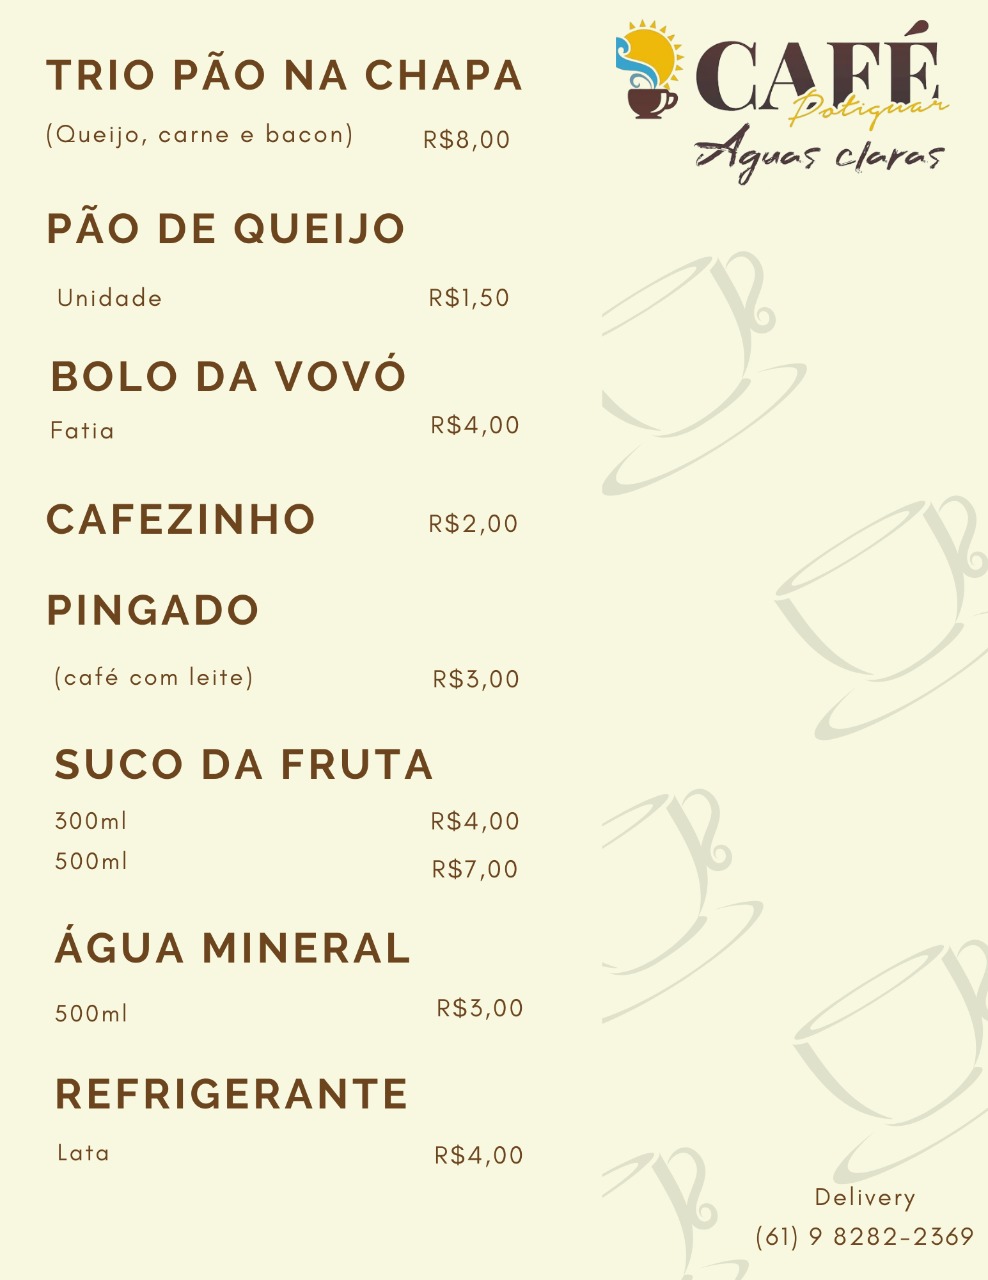 CAFÉ
Potiguar
Aguas claras
TRIO PÃO NA CHAPA
(Queijo, carne e bacon) R$8,00
PÃO DE QUEIJO
Unidade R$1,50
BOLO DA VOVÓ
Fatia R$4,00
CAFEZINHO R$2,00
PINGADO
(café com leite) R$3,00
SUCO DA FRUTA
300ml R$4,00
500ml R$7,00
ÁGUA MINERAL
500ml R$3,00
REFRIGERANTE
Lata R$4,00
Delivery
(61) 9 8282-2369